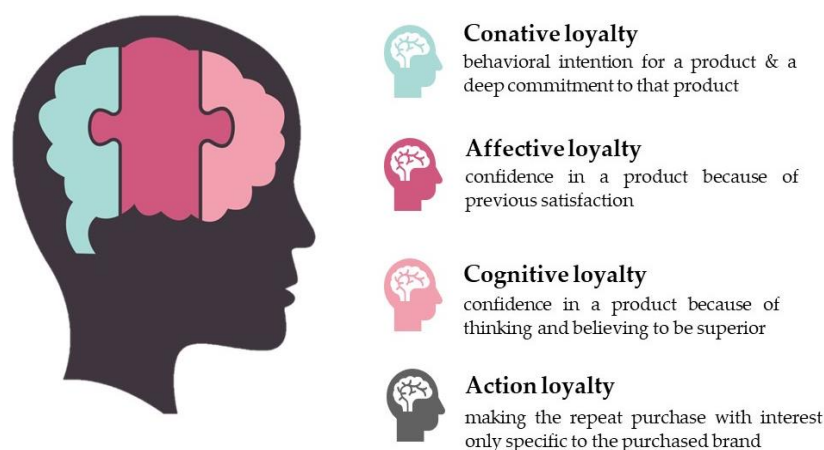 Conative loyalty
behavioral intention for a product & a
deep commitment to that product
Affective loyalty
confidence in a product because of
previous satisfaction
Cognitive loyalty
confidence in a product because of
thinking and believing to be superior
Action loyalty
making the repeat purchase with interest
only specific to the purchased brand